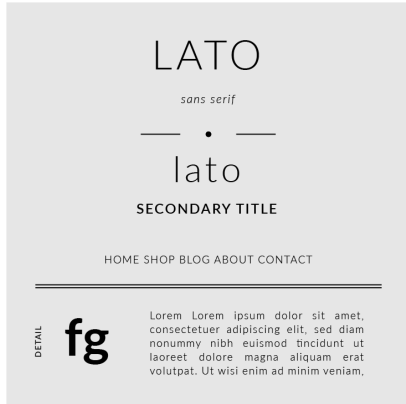 LATO
sans serif
lato
SECONDARY TITLE
HOME SHOP BLOG ABOUT CONTACT
DETAIL
fg
Lorem Lorem ipsum dolor sit amet,
consectetuer adipiscing elit, sed diam
nonummy nibh euismod tincidunt ut
laoreet dolore magna aliquam erat
volutpat. Ut wisi enim ad minim veniam,